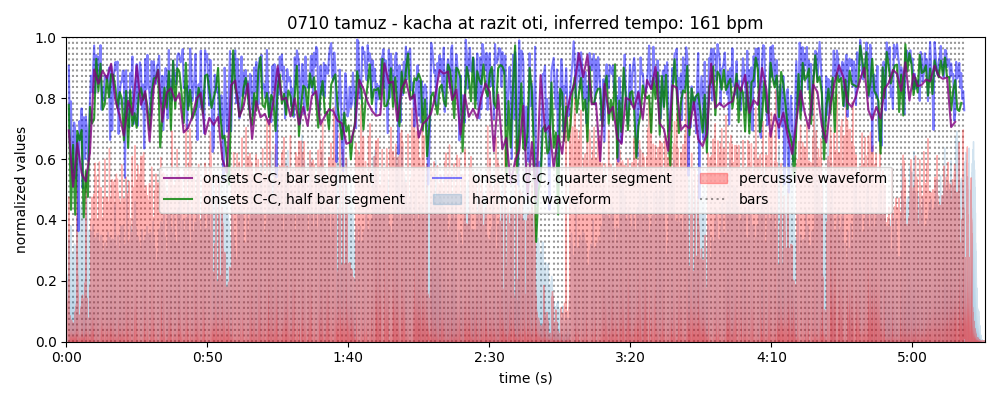 0710 tamuz - kacha at razit oti, inferred tempo: 161 bpm
normalized values
1.0
0.8
0.6
0.4
0.2
0.0
onsets C-C, bar segment
onsets C-C, half bar segment
onsets C-C, quarter segment
harmonic waveform
percussive waveform
bars
0:00 0:50 1:40 2:30 3:20 4:10 5:00
time (s)